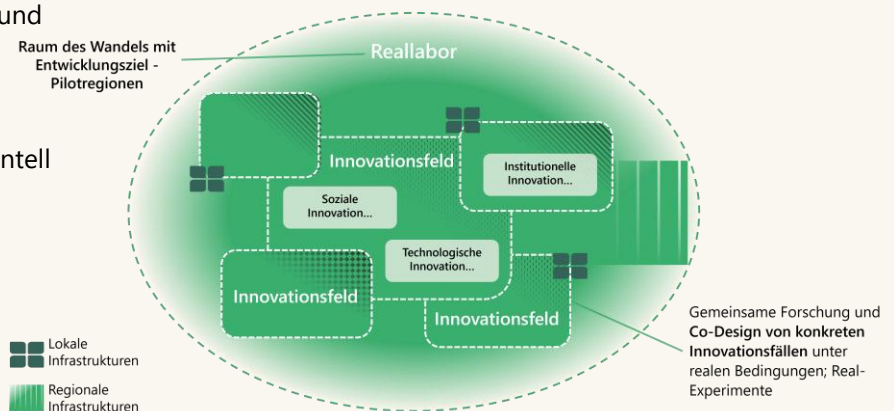 und
Raum des Wandels mit
Entwicklungsziel -
Pilotregionen
ntell
Reallabor
Innovationsfeld
Institutionelle
Innovation...
Soziale
Innovation...
Technologische
Innovation...
Innovationsfeld
Innovationsfeld
Gemeinsame Forschung und
Co-Design von konkreten
Innovationsfällen unter
realen Bedingungen; Real-
Experimente
Lokale
Infrastrukturen
Regionale
Infrastrukturen